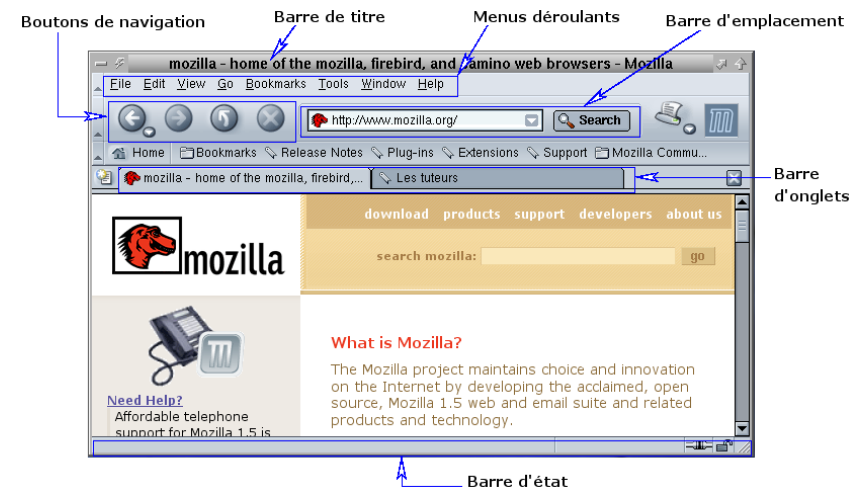 Boutons de navigation
Barre de titre
Menus déroulants
Barre d'emplacement
mozilla - home of the mozilla, firebird, and camino web browsers - Mozilla
File Edit View Go Bookmarks Tools Window Help
http://www.mozilla.org/ Search
Home Bookmarks Release Notes Plug-ins Extensions Support Mozilla Commu...
mozilla - home of the mozilla, firebird,... Les tuteurs
Barre
d'onglets
download products support developers about us
mozilla
search mozilla: go
What is Mozilla?
The Mozilla project maintains choice and innovation
on the Internet by developing the acclaimed, open
source, Mozilla 1.5 web and email suite and related
products and technology.
Need Help?
Affordable telephone
support for Mozilla 1.5 is
Barre d'état